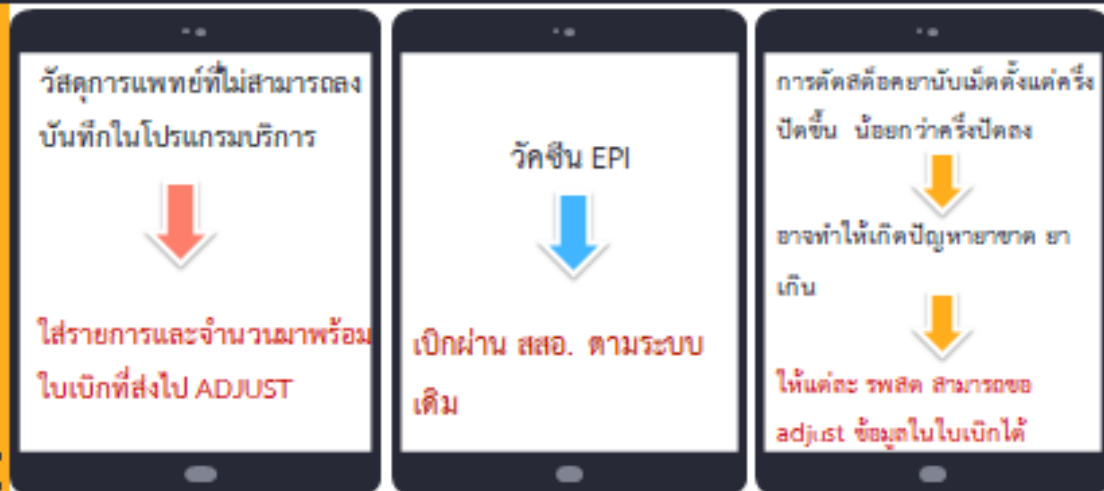 วัสดุการแพทย์ที่ไม่สามารถลง
บันทึกในโปรแกรมบริการ
ใส่รายการและจำนวนมาพร้อม
ใบเบิกที่ส่งไป ADJUST
วัคซีน EPI
เบิกผ่าน สสอ. ตามระบบ
เดิม
การตัดสต็อคยานับเม็ดตั้งแต่ครึ่ง
ปัดขึ้น น้อยกว่าครึ่งปัดลง
อาจทำให้เกิดปัญหายาขาด ยา
เกิน
ให้แต่ละ รพสต สามารถขอ
adjust ข้อมูลในใบเบิกได้